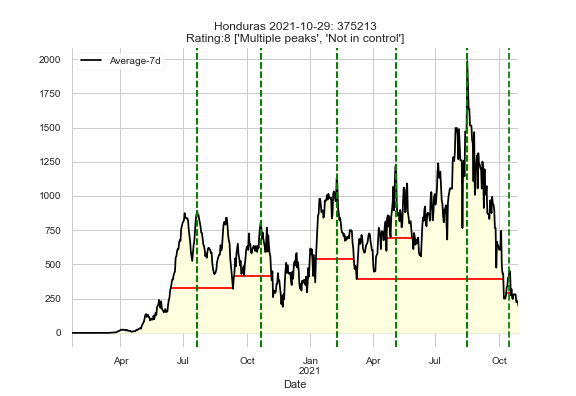 Honduras 2021-10-29: 375213
Rating:8 ['Multiple peaks', 'Not in control']
Average-7d
2000
1750
1500
1250
1000
750
500
250
0
Apr
Jul
Oct
Jan
2021
Apr
Jul
Oct
Date